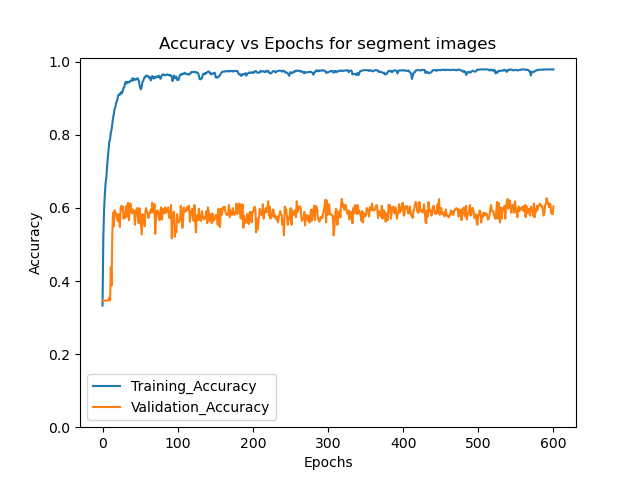 Accuracy vs Epochs for segment images
1.0
0.8
0.6
0.4
0.2
0.0
Accuracy
Training_Accuracy
Validation_Accuracy
0 100 200 300 400 500 600
Epochs